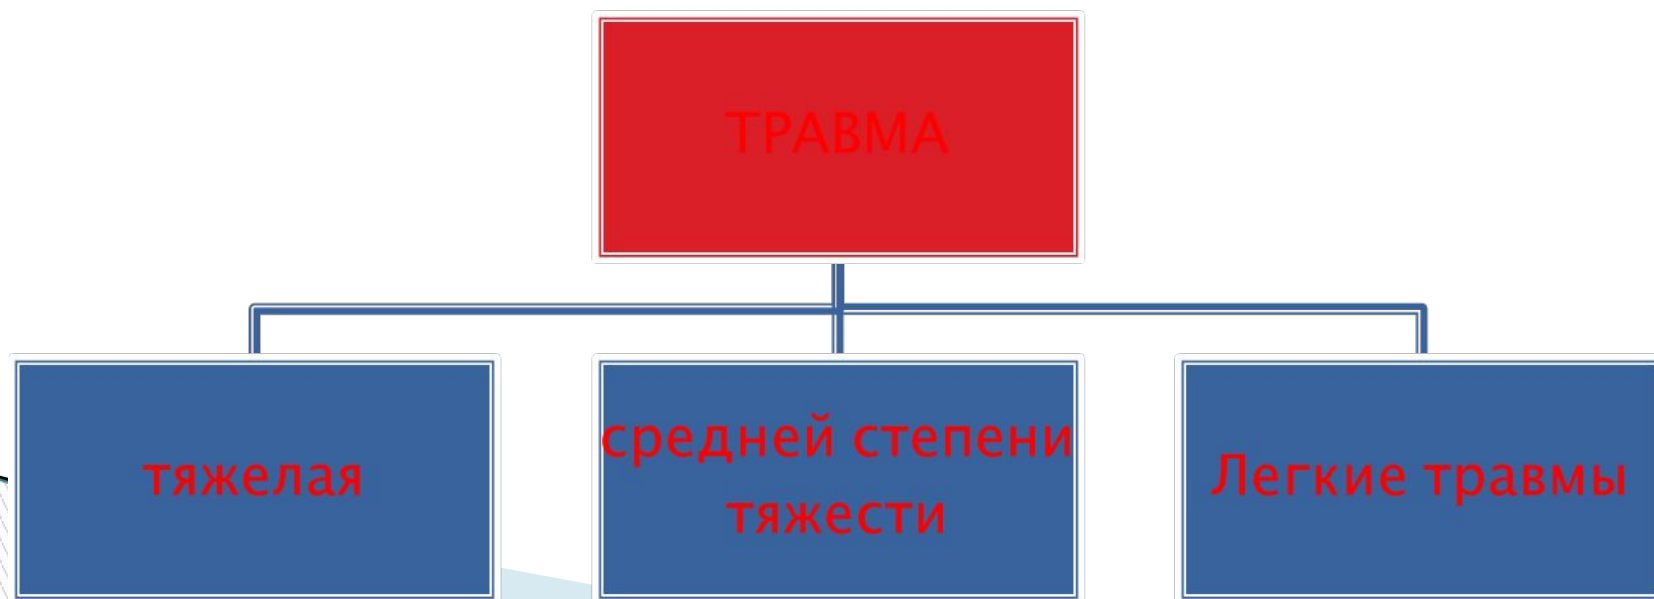 ТРАВМА
тяжелая
средней степени
тяжести
Легкие травмы